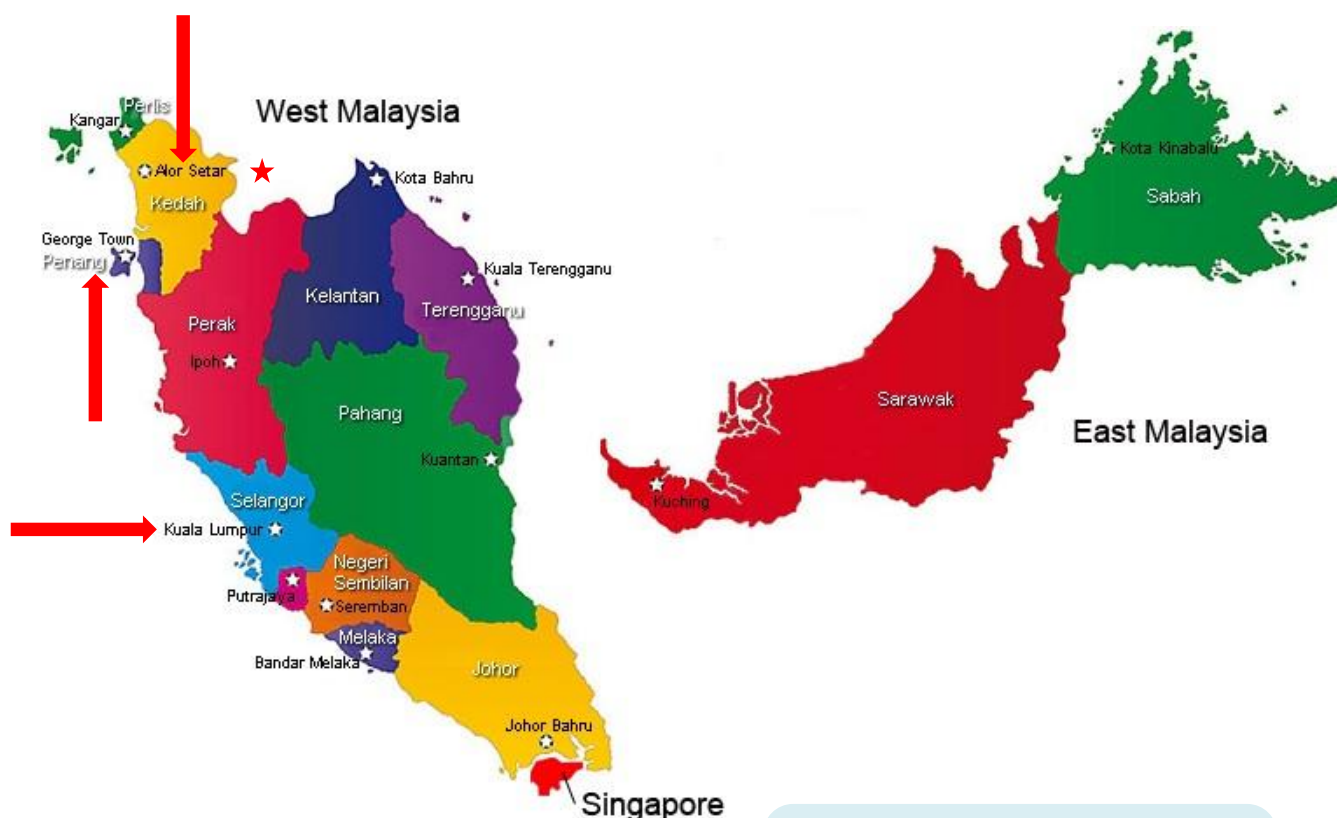 West Malaysia
Perlis
Kangar
Alor Setar
Kedah
Kota Bahru
George Town
Penang
Kuala Terengganu
Kelantan
Terengganu
Perak
Ipoh
Pahang
Kuantan
Selangor
Kuala Lumpur
Negeri
Sembilan
Putrajaya
Seremban
Melaka
Bandar Melaka
Johor
Johor Bahru
Singapore
Kota Kinabalu
Sabah
Sarawak
East Malaysia
Kuching